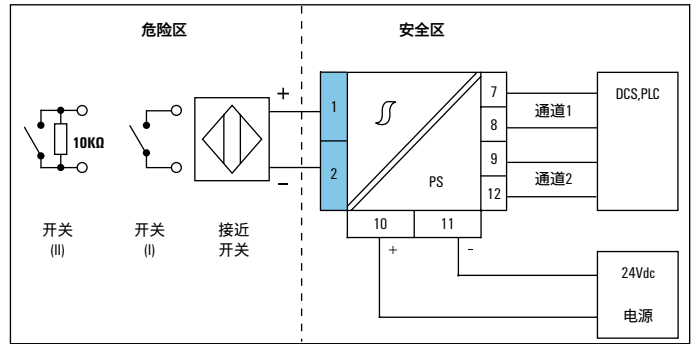 危险区
安全区
+
1
7
DCS,PLC
通道1
10KΩ
8
9
2
PS
通道2
−
12
开关
(II)
开关
(I)
接近
开关
10
11
+
-
24Vdc
电源